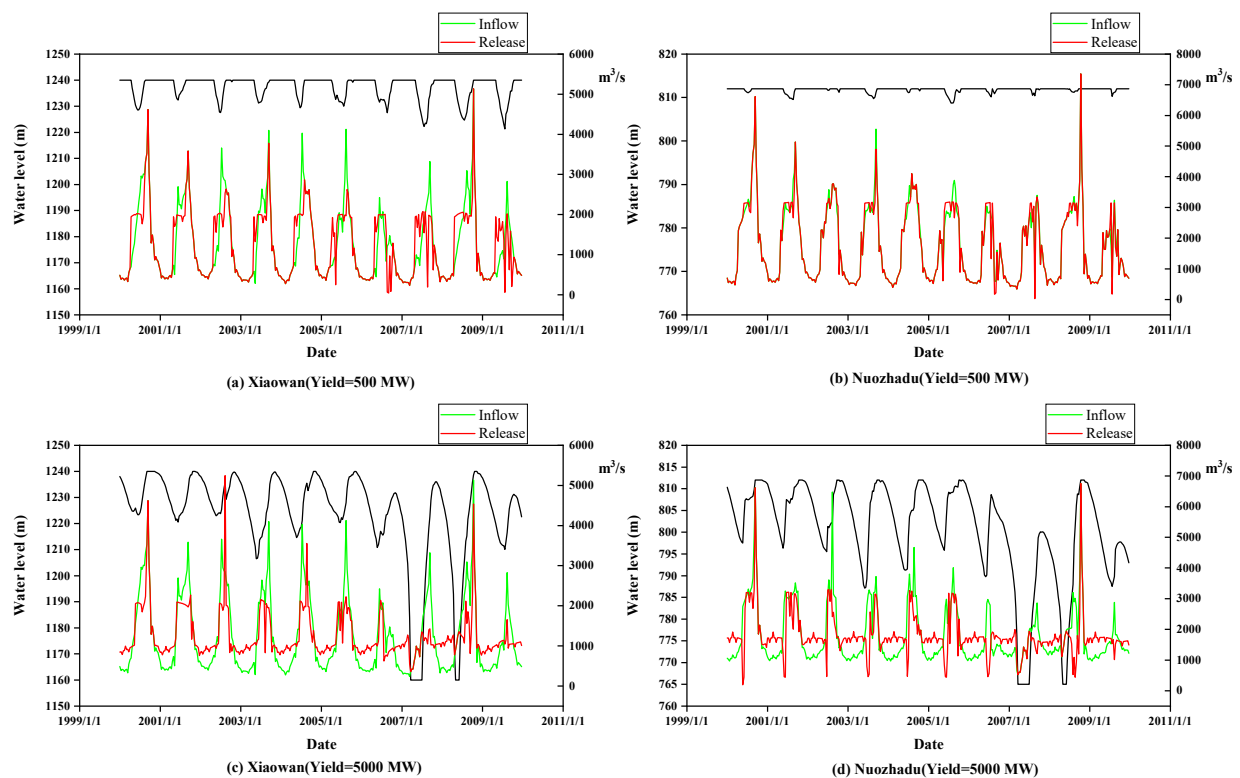 Inflow
Release
1250
1240
1230
1220
1210
1200
1190
1180
1170
1160
1150
Water level (m)
6000
5000
4000
3000
2000
1000
0
m³/s
1999/1/1 2001/1/1 2003/1/1 2005/1/1 2007/1/1 2009/1/1 2011/1/1
Date
(a) Xiaowan(Yield=500 MW)
Inflow
Release
820
810
800
790
780
770
760
Water level (m)
8000
7000
6000
5000
4000
3000
2000
1000
0
m³/s
1999/1/1 2001/1/1 2003/1/1 2005/1/1 2007/1/1 2009/1/1 2011/1/1
Date
(b) Nuozhadu(Yield=500 MW)
Inflow
Release
1250
1240
1230
1220
1210
1200
1190
1180
1170
1160
1150
Water level (m)
6000
5000
4000
3000
2000
1000
0
m³/s
1999/1/1 2001/1/1 2003/1/1 2005/1/1 2007/1/1 2009/1/1 2011/1/1
Date
(c) Xiaowan(Yield=5000 MW)
Inflow
Release
820
815
810
805
800
795
790
785
780
775
770
765
760
Water level (m)
8000
7000
6000
5000
4000
3000
2000
1000
0
m³/s
1999/1/1 2001/1/1 2003/1/1 2005/1/1 2007/1/1 2009/1/1 2011/1/1
Date
(d) Nuozhadu(Yield=5000 MW)